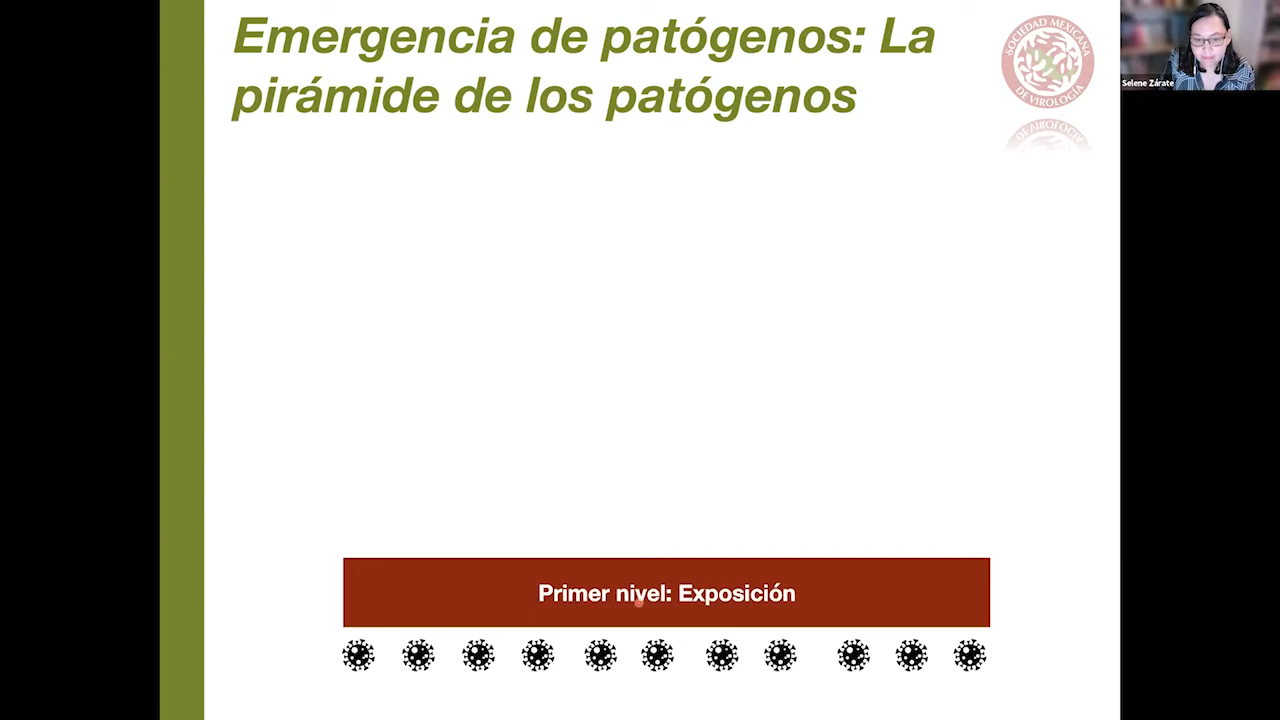 Emergencia de patógenos: La
pirámide de los patógenos
SOCIEDAD MEXICANA
DE VIROLOGÍA
Selene Zárate
Primer nivel: Exposición